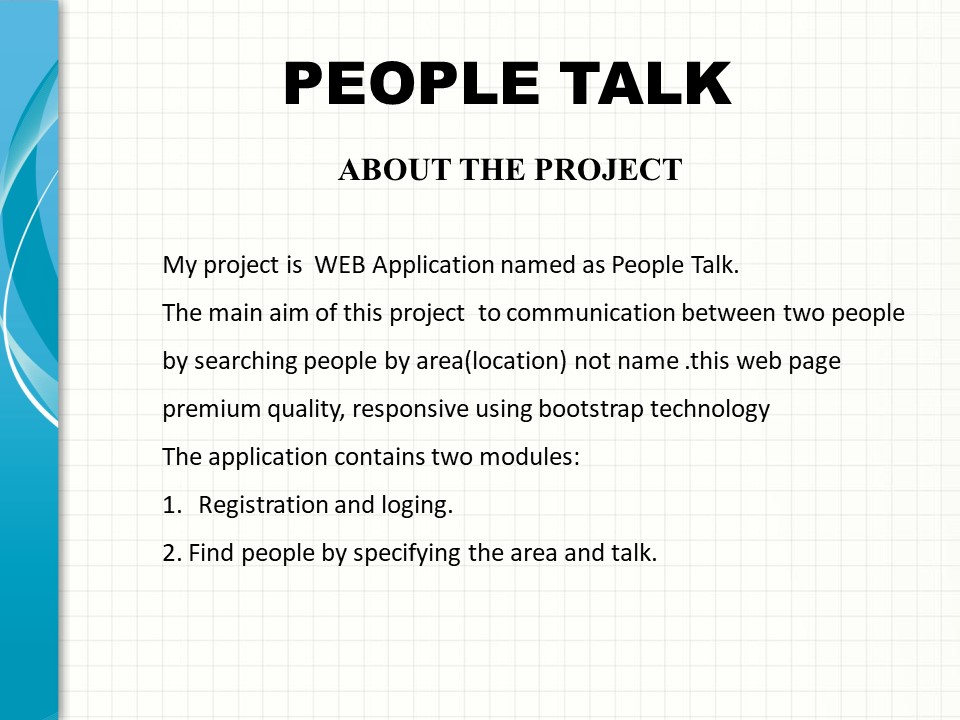 PEOPLE TALK
ABOUT THE PROJECT
My project is  WEB Application named as People Talk.
The main aim of this project  to communication between two people
by searching people by area(location) not name .this web page
premium quality, responsive using bootstrap technology
The application contains two modules:
1.  Registration and loging.
2. Find people by specifying the area and talk.